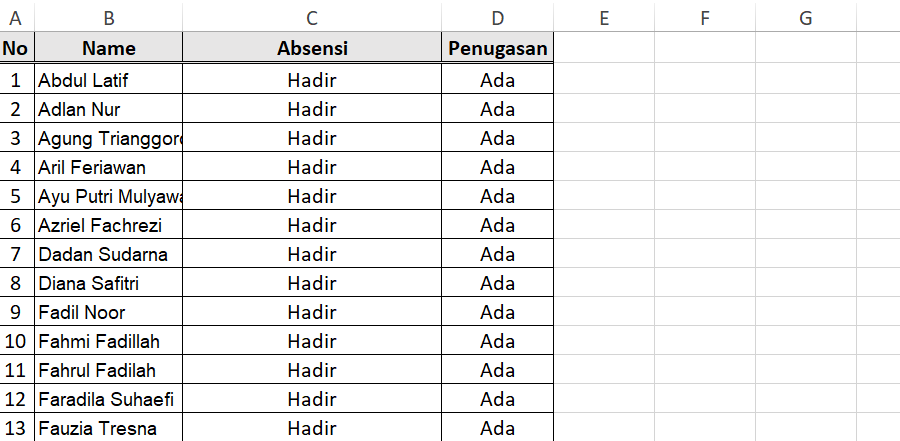 A B C D E F G
No Name Absensi Penugasan
1 Abdul Latif Hadir Ada
2 Adlan Nur Hadir Ada
3 Agung Hadir Ada
4 Aril Feriawan Hadir Ada
5 Ayu Putri Hadir Ada
6 Azriel Fachrezi Hadir Ada
7 Dadan Sudarna Hadir Ada
8 Diana Safitri Hadir Ada
9 Fadil Noor Hadir Ada
10 Fahmi Fadillah Hadir Ada
11 Fahrul Fadilah Hadir Ada
12 Faradila Suhaefi Hadir Ada
13 Fauzia Tresna Hadir Ada